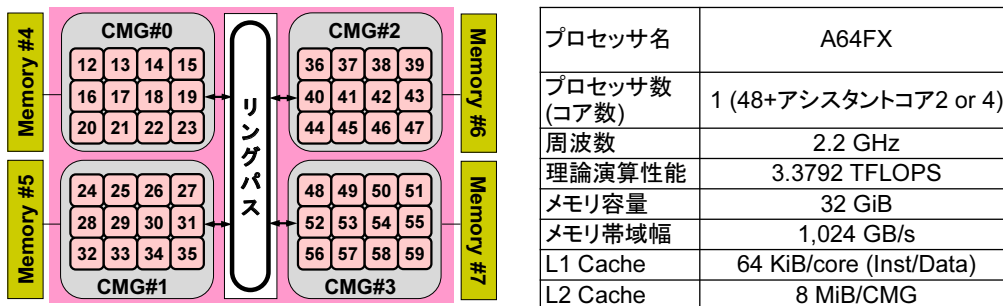 Memory #4
CMG#0
12 13 14 15
16 17 18 19
20 21 22 23
Memory #5
24 25 26 27
28 29 30 31
32 33 34 35
CMG#1
リングバス
CMG#2
36 37 38 39
40 41 42 43
44 45 46 47
Memory #6
48 49 50 51
52 53 54 55
56 57 58 59
CMG#3
Memory #7
プロセッサ名 A64FX
プロセッサ数
(コア数) 1 (48+アシスタントコア2 or 4)
周波数 2.2 GHz
理論演算性能 3.3792 TFLOPS
メモリ容量 32 GiB
メモリ帯域幅 1,024 GB/s
L1 Cache 64 KiB/core (Inst/Data)
L2 Cache 8 MiB/CMG